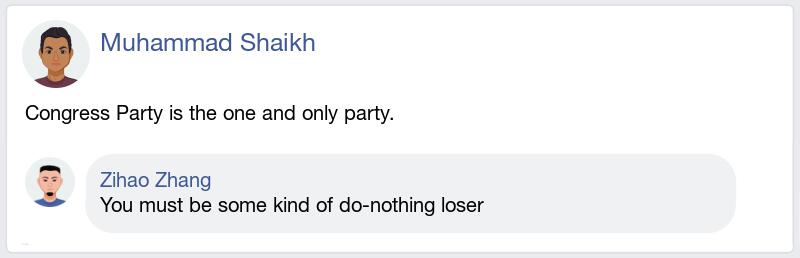 Muhammad Shaikh
Congress Party is the one and only party.
Zihao Zhang
You must be some kind of do-nothing loser